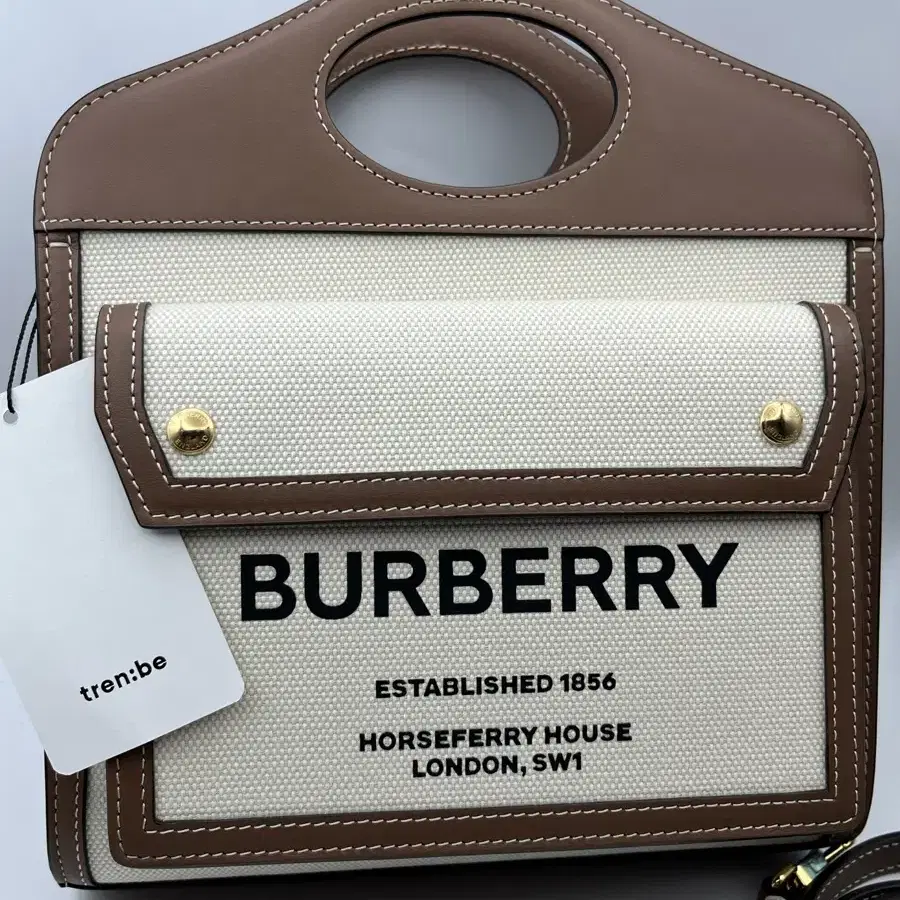 BURBERRY
ESTABLISHED 1856
HORSEFERRY HOUSE
LONDON, SW1
tren:be